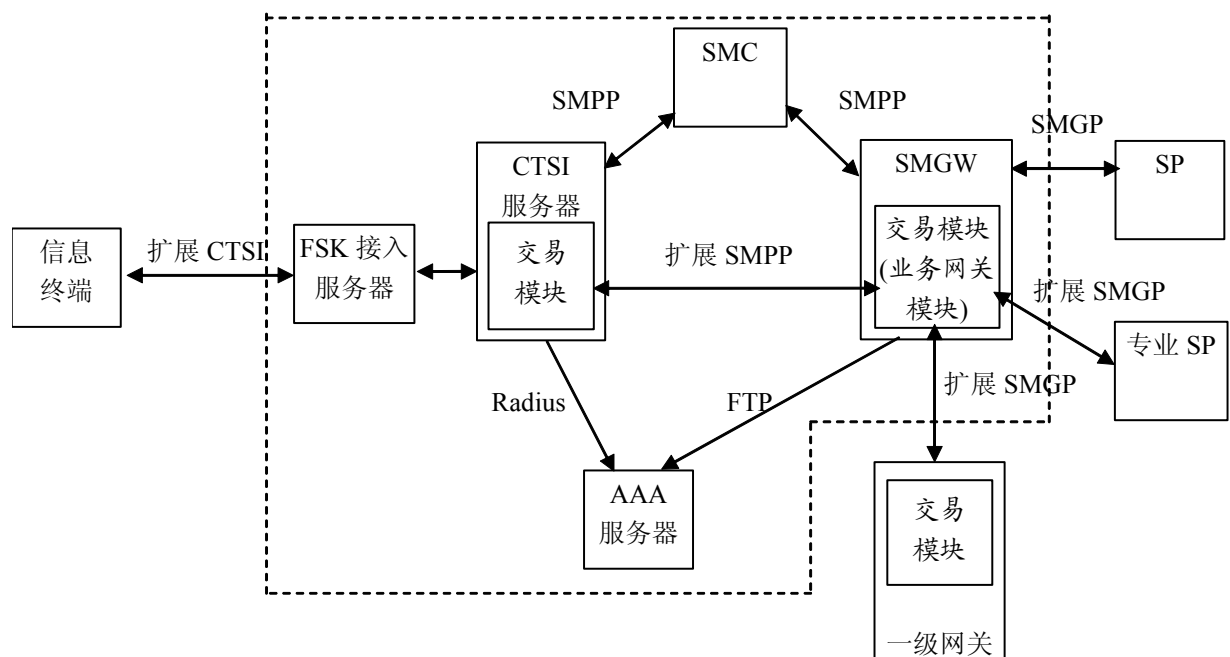 SMC
SMPP
SMPP
SMGP
CTSI
服务器
SMGW
SP
交易
模块
交易模块
(业务网关
模块)
信息
终端
扩展 CTSI
FSK 接入
服务器
扩展 SMPP
扩展 SMGP
专业 SP
Radius
FTP
扩展 SMGP
AAA
服务器
交易
模块
一级网关